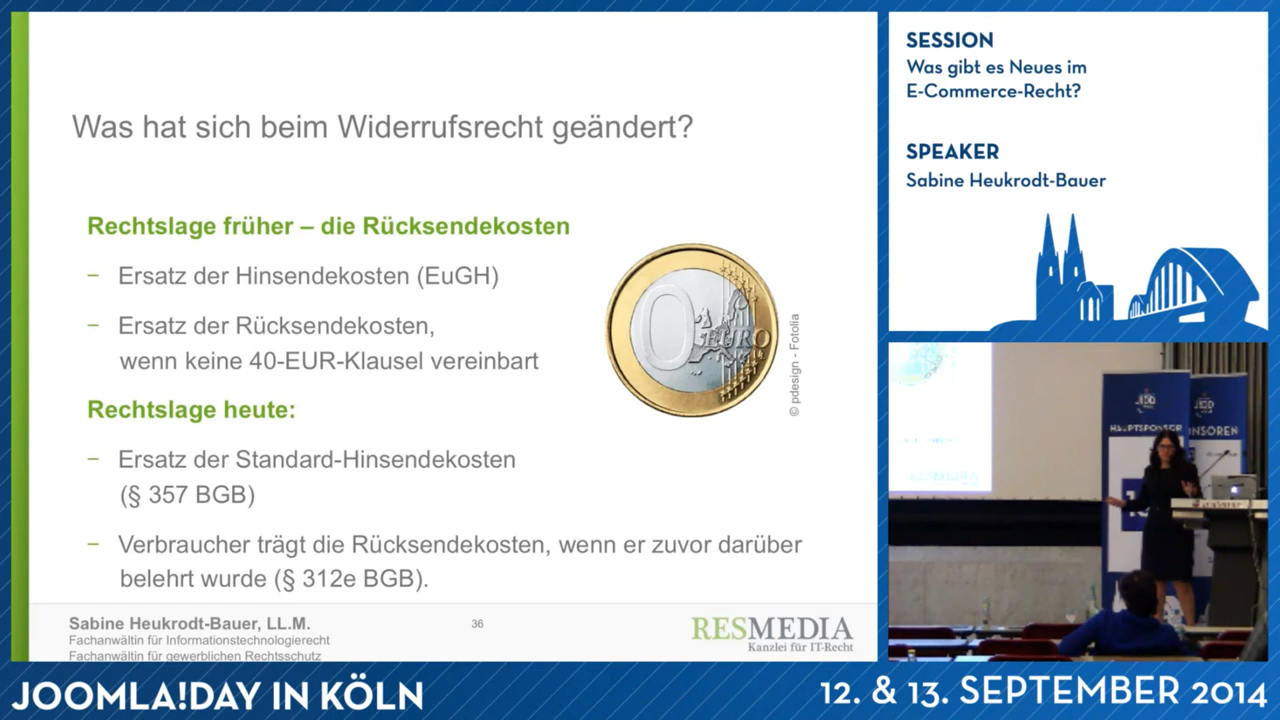 Was hat sich beim Widerrufsrecht geändert?
Rechtslage früher – die Rücksendekosten
− Ersatz der Hinsendekosten (EuGH)
− Ersatz der Rücksendekosten,
wenn keine 40-EUR-Klausel vereinbart
Rechtslage heute:
− Ersatz der Standard-Hinsendekosten
(§ 357 BGB)
− Verbraucher trägt die Rücksendekosten, wenn er zuvor darüber
belehrt wurde (§ 312e BGB).
0 EURO
© pdesign - Fotolia
Sabine Heukrodt-Bauer, LL.M.
Fachanwältin für Informationstechnologierecht
Fachanwältin für gewerblichen Rechtsschutz
36
RESMEDIA
Kanzlei für IT-Recht
SESSION
Was gibt es Neues im
E-Commerce-Recht?
SPEAKER
Sabine Heukrodt-Bauer
HAUPTSPONSOR
NSOREN
JOOMLA!DAY IN KÖLN
12. & 13. SEPTEMBER 2014